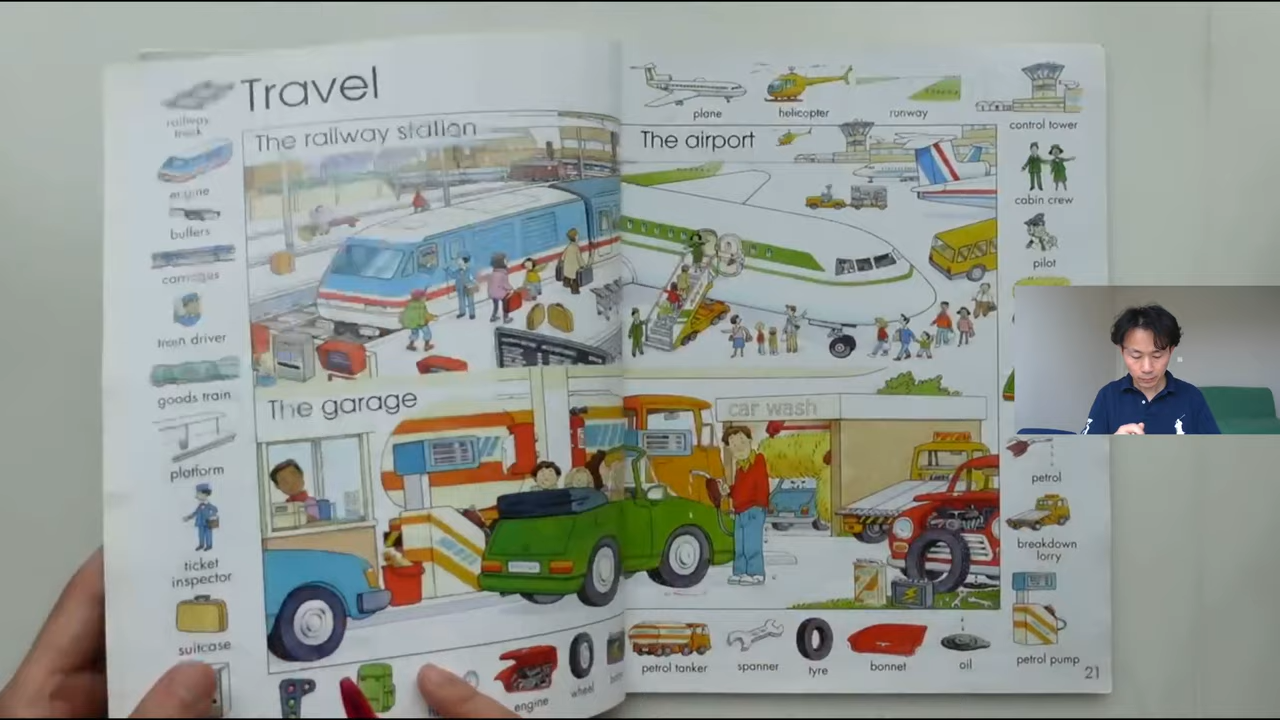 Travel
railway
track
The railway station
engine
buffers
carriages
train driver
goods train
platform
ticket
inspector
suitcase
The garage
engine
wheel
plane
helicopter
runway
The airport
control tower
cabin crew
pilot
car wash
petrol
breakdown
lorry
petrol pump
petrol tanker
spanner
tyre
bonnet
oil
21